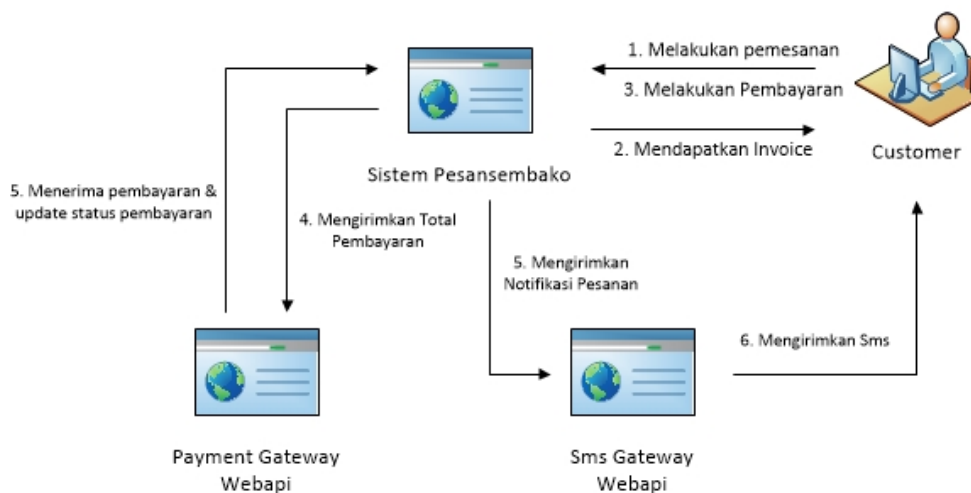 1. Melakukan pemesanan
3. Melakukan Pembayaran
2. Mendapatkan Invoice
Customer
Sistem Pesansembako
5. Menerima pembayaran &
update status pembayaran
4. Mengirimkan Total
Pembayaran
5. Mengirimkan
Notifikasi Pesanan
6. Mengirimkan Sms
Payment Gateway
Webapi
Sms Gateway
Webapi